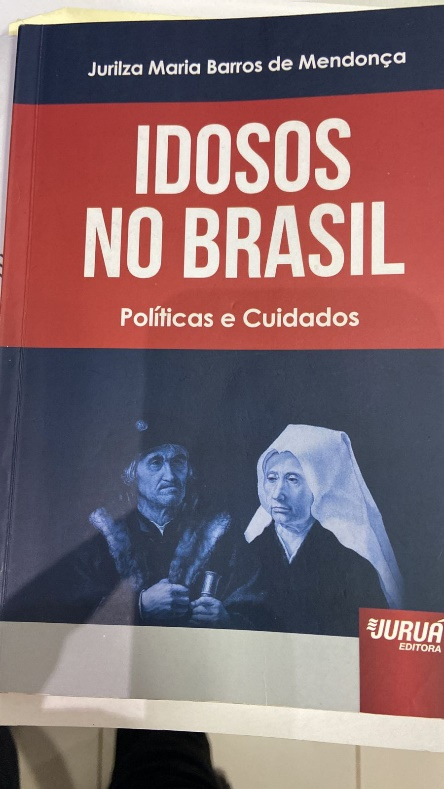 Jurilza Maria Barros de Mendonça
IDOSOS
NO BRASIL
Políticas e Cuidados
JURUÁ
EDITORA